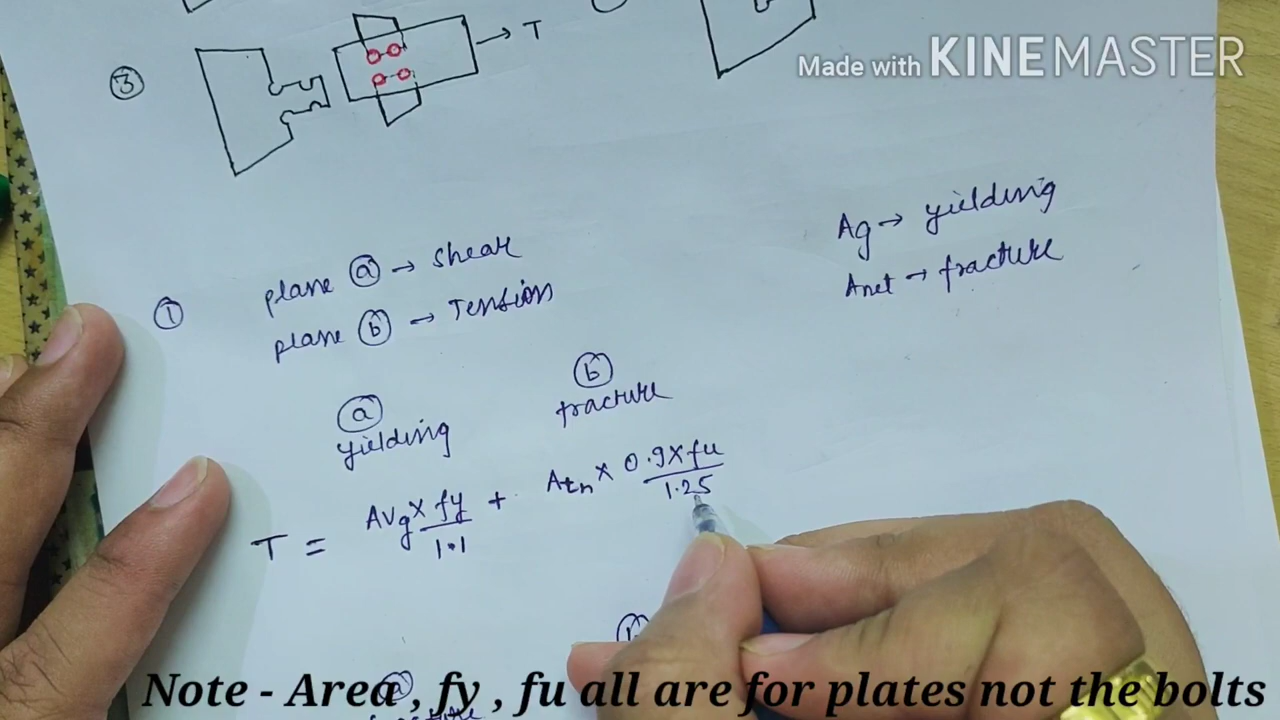 ③
T
Made with KINEMASTER
Ag → yielding
Anet → fracture
① plane ⓐ → shear
plane ⓑ → Tension
ⓐ
yielding
ⓑ
fracture
T = Avg × fy / 1.1 + Atn × 0.9 × fu / 1.25
Note - Area , fy , fu all are for plates not the bolts